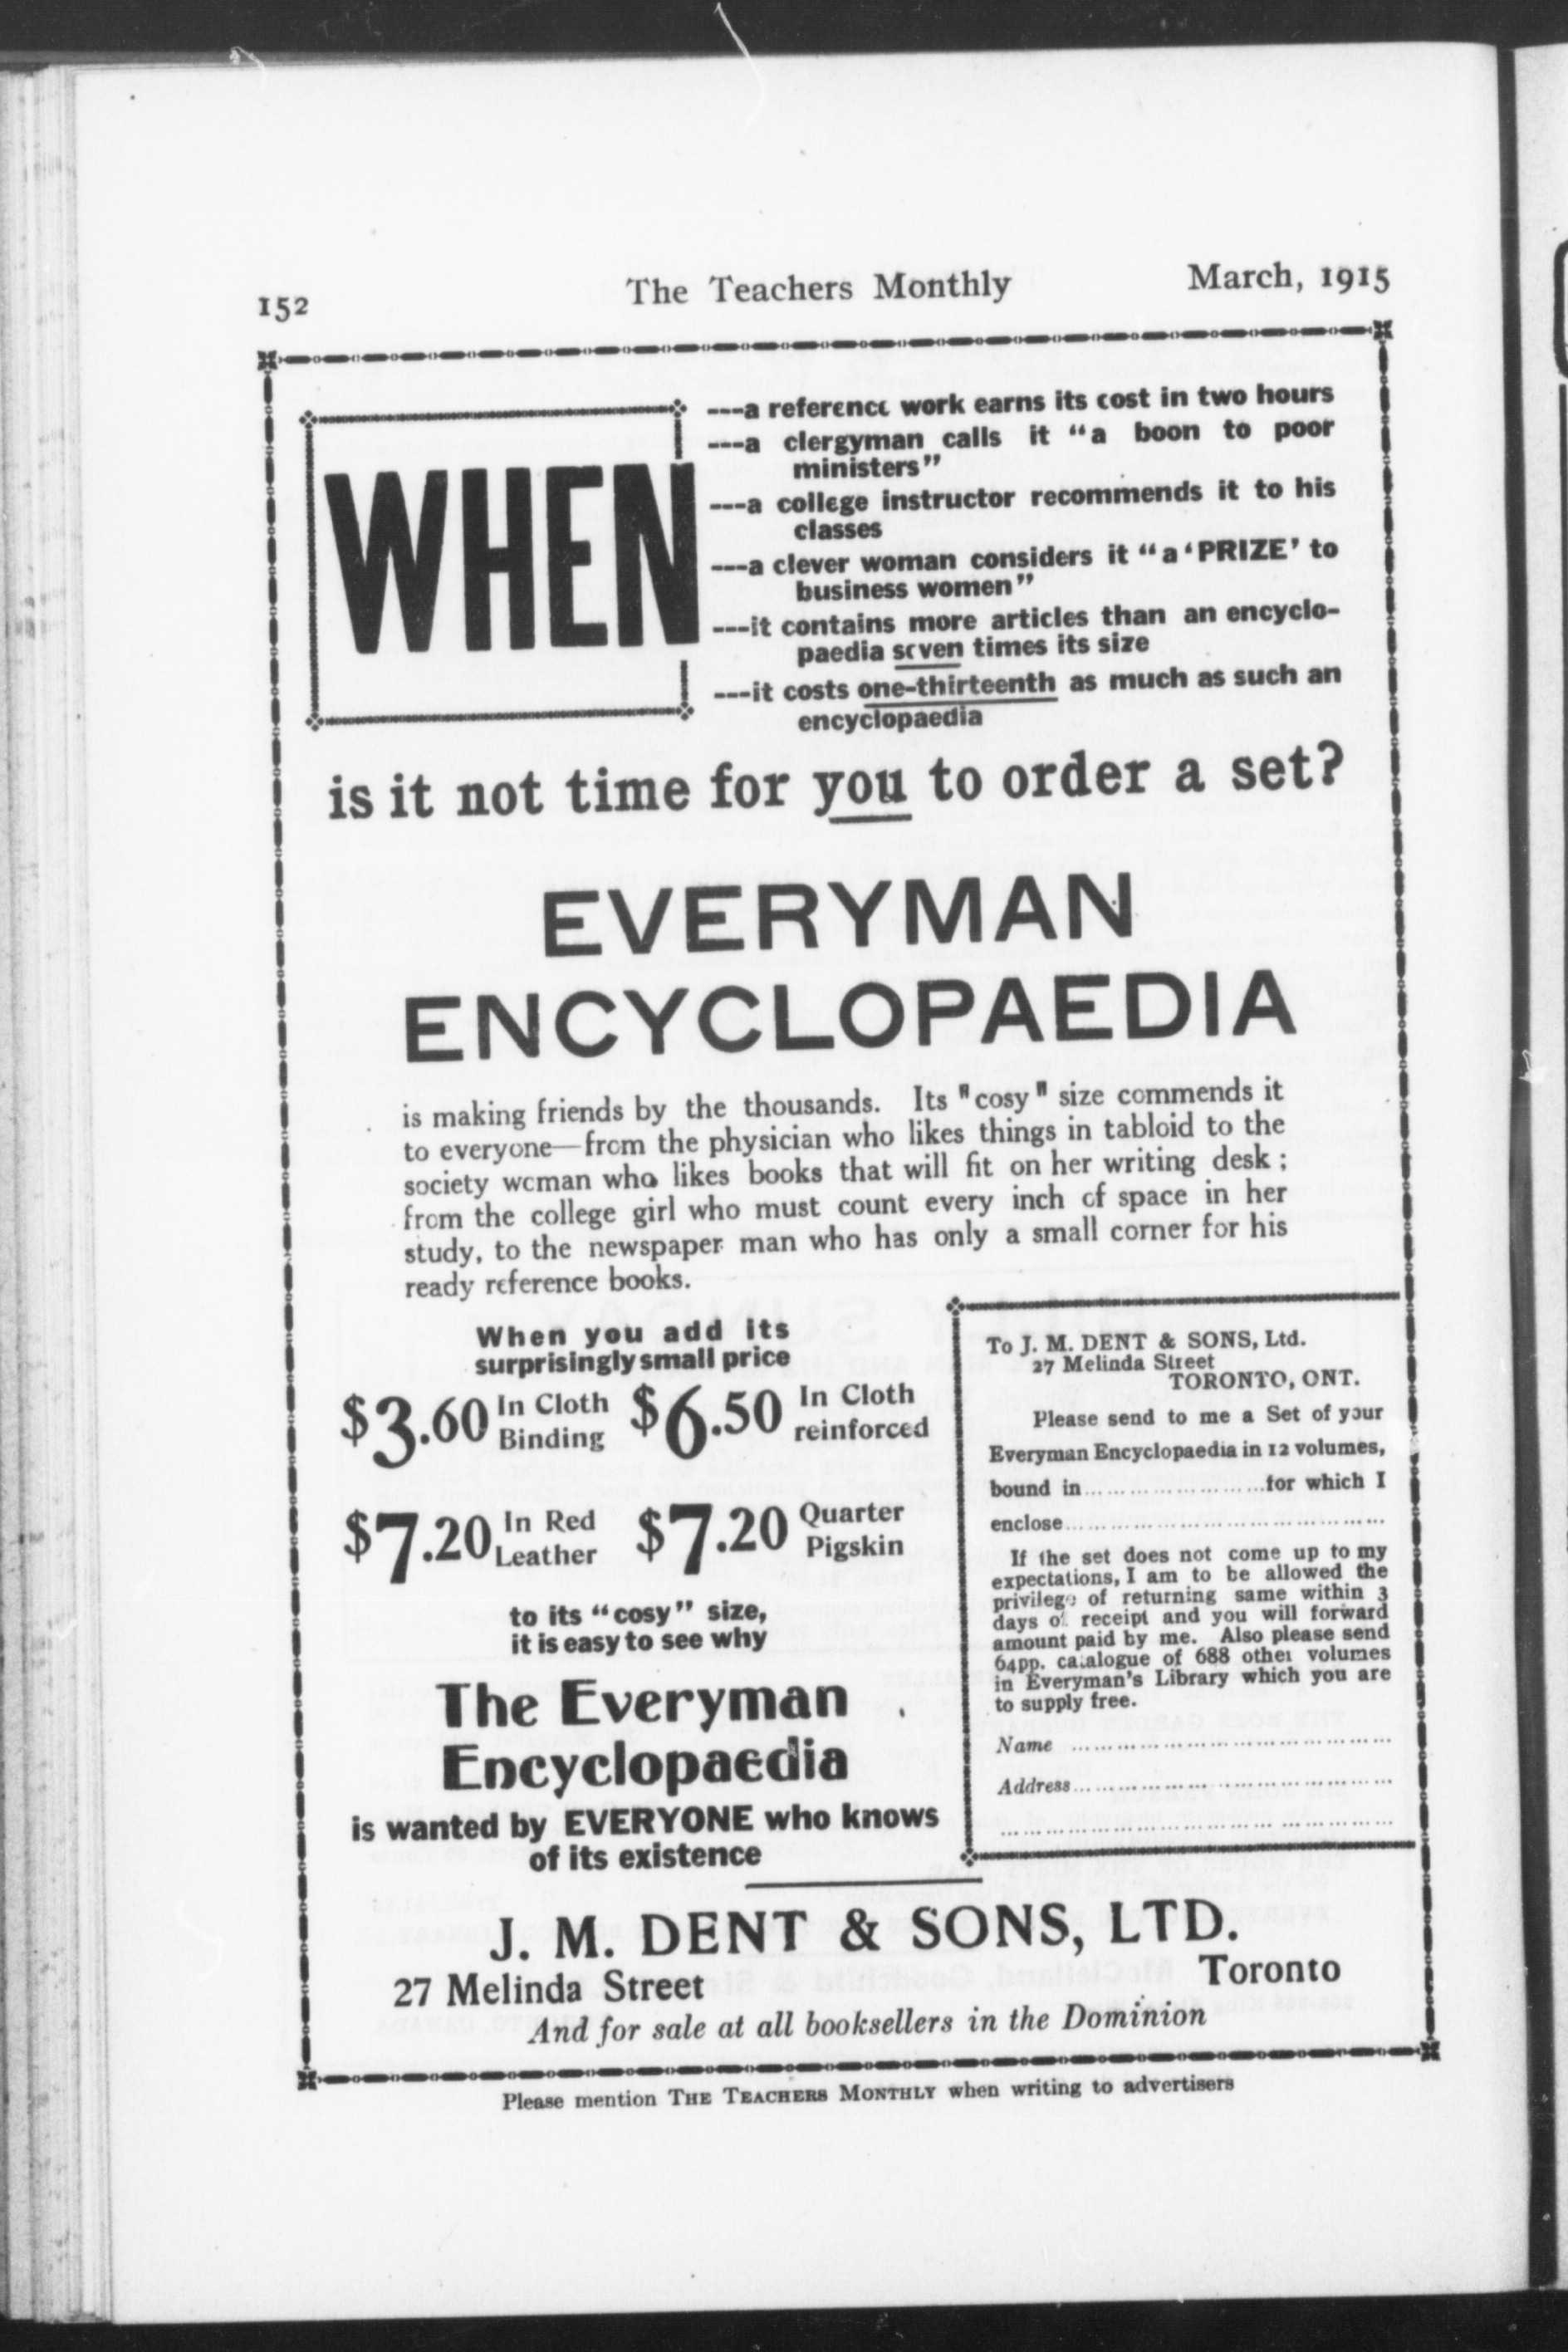 152 The Teachers Monthly March, 1915
WHEN
---a reference work earns its cost in two hours
---a clergyman calls it "a boon to poor
ministers"
---a college instructor recommends it to his
classes
---a clever woman considers it "a 'PRIZE' to
business women"
---it contains more articles than an encyclo-
paedia seven times its size
---it costs one-thirteenth as much as such an
encyclopaedia
is it not time for you to order a set?
EVERYMAN
ENCYCLOPAEDIA
is making friends by the thousands. Its "cosy" size commends it
to everyone—from the physician who likes things in tabloid to the
society woman who likes books that will fit on her writing desk;
from the college girl who must count every inch of space in her
study, to the newspaper man who has only a small corner for his
ready reference books.
When you add its
surprisingly small price
$3.60 In Cloth Binding $6.50 In Cloth reinforced
$7.20 In Red Leather $7.20 Quarter Pigskin
to its "cosy" size,
it is easy to see why
The Everyman
Encyclopaedia
is wanted by EVERYONE who knows
of its existence
To J. M. DENT & SONS, Ltd.
27 Melinda Street
TORONTO, ONT.
Please send to me a Set of your
Everyman Encyclopaedia in 12 volumes,
bound in........................for which I
enclose........................................
If the set does not come up to my
expectations, I am to be allowed the
privilege of returning same within 3
days of receipt and you will forward
amount paid by me. Also please send
64pp. catalogue of 688 other volumes
in Everyman's Library which you are
to supply free.
Name ........................................
Address........................................
........................................
J. M. DENT & SONS, LTD.
27 Melinda Street Toronto
And for sale at all booksellers in the Dominion
Please mention THE TEACHERS MONTHLY when writing to advertisers